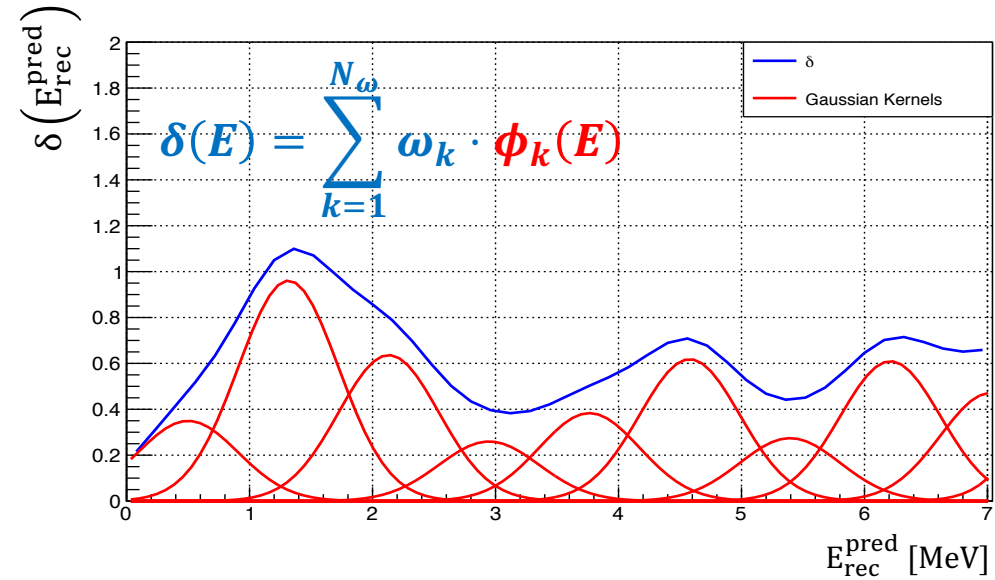 δ(E_rec^pred)
2
1.8
1.6
1.4
1.2
1
0.8
0.6
0.4
0.2
0
δ(E) = ∑_{k=1}^{N_ω} ω_k · ϕ_k(E)
δ
Gaussian Kernels
0 1 2 3 4 5 6 7
E_rec^pred [MeV]